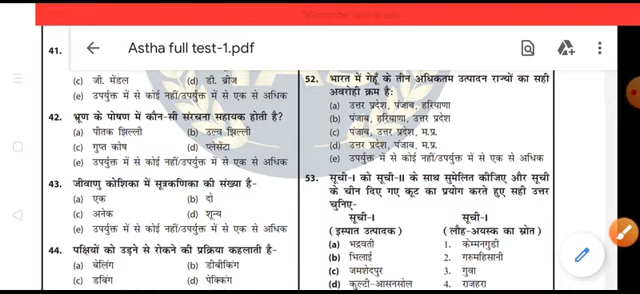 Astha full test-1.pdf
41.
(c) जी. मेंडल (d) डी. ब्रीज
(e) उपर्युक्त में से कोई नहीं/उपर्युक्त में से एक से अधिक
42. भ्रूण के पोषण में कौन-सी संरचना सहायक होती है?
(a) पीतक झिल्ली (b) उल्व झिल्ली
(c) गुप्त कोष (d) प्लेसेंटा
(e) उपर्युक्त में से कोई नहीं/उपर्युक्त में से एक से अधिक
43. जीवाणु कोशिका में सूत्रकणिका की संख्या है-
(a) एक (b) दो
(c) अनेक (d) शून्य
(e) उपर्युक्त में से कोई नहीं/उपर्युक्त में से एक से अधिक
44. पक्षियों को उड़ने से रोकने की प्रक्रिया कहलाती है-
(a) बेलिंग (b) डीबीकिंग
(c) डबिंग (d) पेक्किंग
52. भारत में गेहूँ के तीन अधिकतम उत्पादन राज्यों का सही
अवरोही क्रम है:
(a) उत्तर प्रदेश, पंजाब, हरियाणा
(b) पंजाब, हरियाणा, उत्तर प्रदेश
(c) पंजाब, उत्तर प्रदेश, म.प्र.
(d) उत्तर प्रदेश, पंजाब, म.प्र.
(e) उपर्युक्त में से कोई नहीं/उपर्युक्त में से एक से अधिक
53. सूची-I को सूची-II के साथ सुमेलित कीजिए और सूची
के चीन दिए गए कूट का प्रयोग करते हुए सही उत्तर
चुनिए-
सूची-I सूची-I
(इस्पात उत्पादक) (लौह-अयस्क का स्रोत)
(a) भद्रवती 1. केम्मनगुडी
(b) भिलाई 2. गरुमहिसानी
(c) जमशेदपुर 3. गुवा
(d) कुल्टी-आसनसोल 4. राजहरा